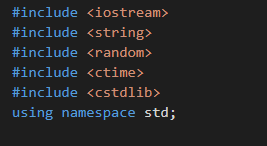 #include <iostream>
#include <string>
#include <random>
#include <ctime>
#include <cstdlib>
using namespace std;